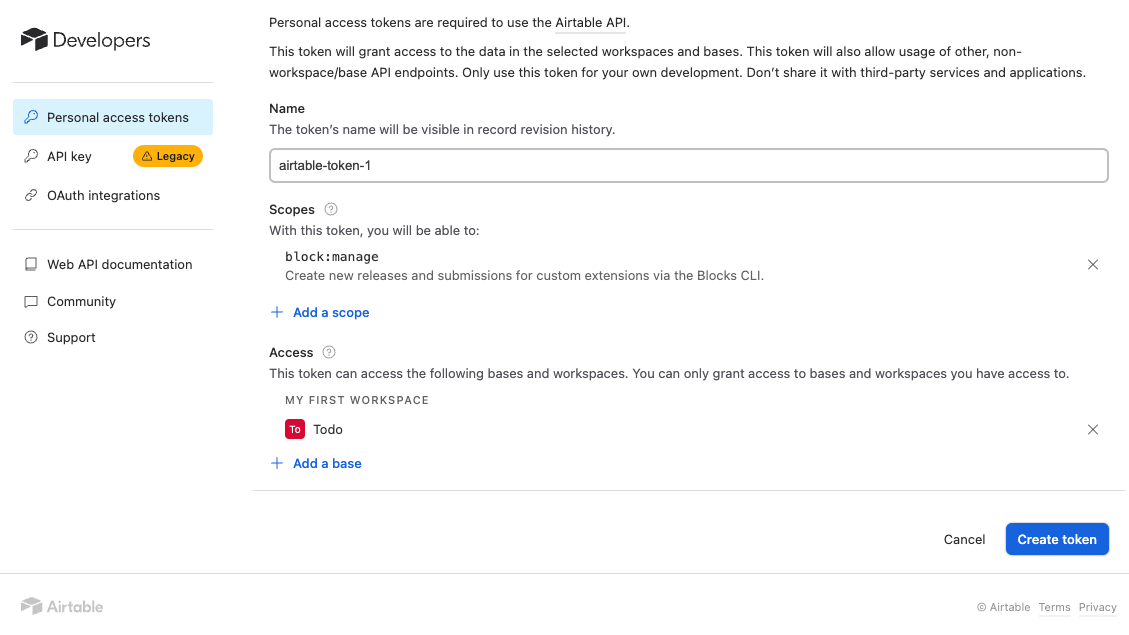 Developers
Personal access tokens
API key
Legacy
OAuth integrations
Web API documentation
Community
Support
Personal access tokens are required to use the Airtable API.
This token will grant access to the data in the selected workspaces and bases. This token will also allow usage of other, non-
workspace/base API endpoints. Only use this token for your own development. Don’t share it with third-party services and applications.
Name
The token’s name will be visible in record revision history.
airtable-token-1
Scopes ?
With this token, you will be able to:
block:manage
Create new releases and submissions for custom extensions via the Blocks CLI.
Add a scope
Access ?
This token can access the following bases and workspaces. You can only grant access to bases and workspaces you have access to.
MY FIRST WORKSPACE
To Todo
Add a base
Cancel
Create token
Airtable
© Airtable Terms Privacy